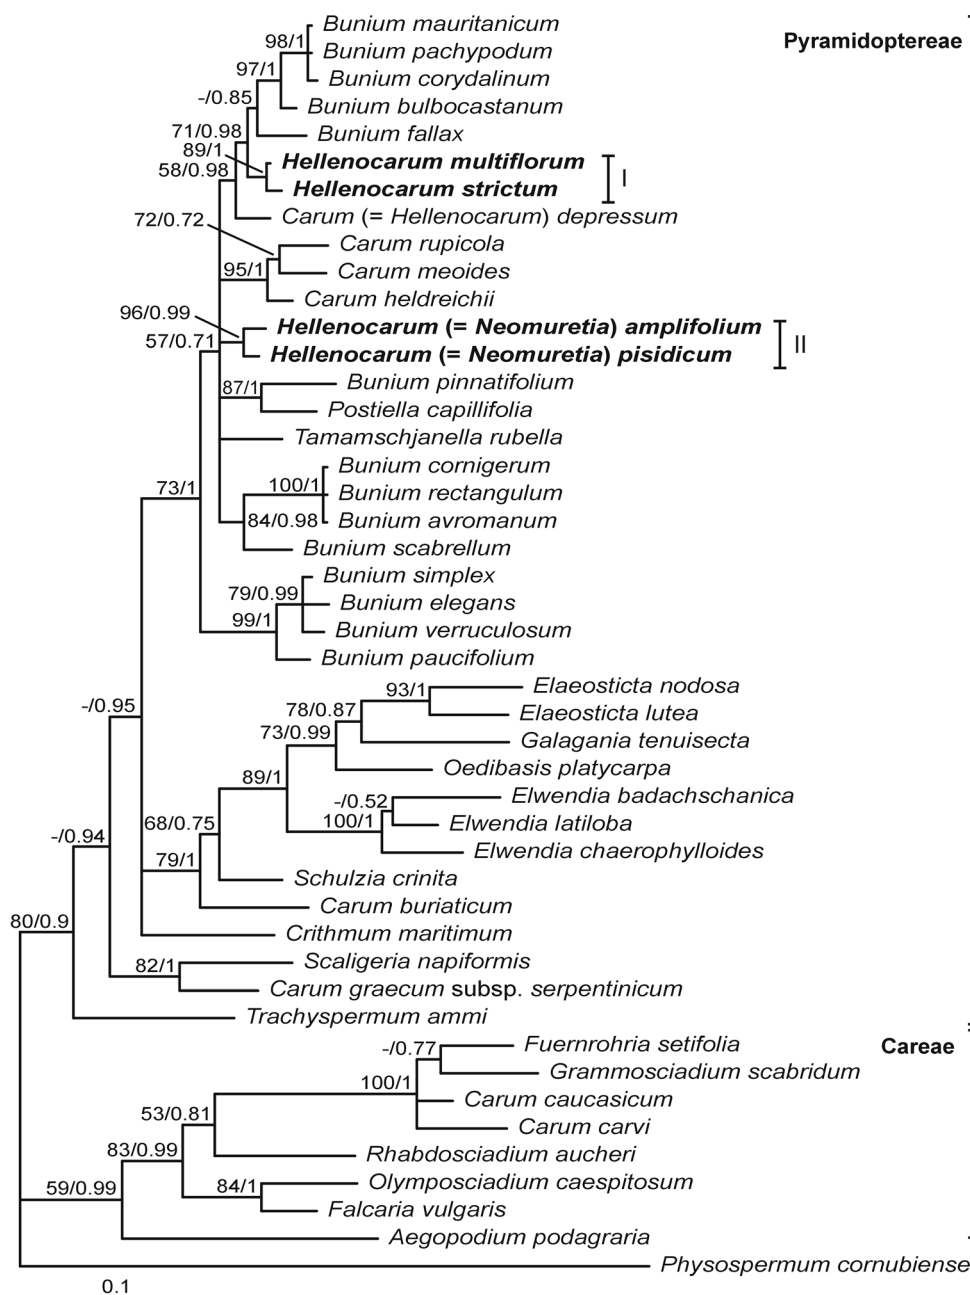 Bunium mauritanicum
98/1
Pyramidoptereae
Bunium pachypodum
97/1
Bunium corydalinum
-/0.85
Bunium bulbocastanum
71/0.98
Bunium fallax
89/1
Hellenocarum multiflorum
58/0.98
I
Hellenocarum strictum
Carum (= Hellenocarum) depressum
72/0.72
Carum rupicola
95/1
Carum meoides
Carum heldreichii
96/0.99
Hellenocarum (= Neomuretia) amplifolium
57/0.71
II
Hellenocarum (= Neomuretia) pisidicum
87/1
Bunium pinnatifolium
Postiella capillifolia
Tamamschjanella rubella
Bunium cornigerum
73/1
100/1
Bunium rectangulum
84/0.98
Bunium avromanum
Bunium scabrellum
Bunium simplex
79/0.99
Bunium elegans
99/1
Bunium verruculosum
Bunium paucifolium
93/1
Elaeosticta nodosa
-/0.95
78/0.87
Elaeosticta lutea
73/0.99
Galagania tenuisecta
Oedibasis platycarpa
89/1
-/0.52
Elwendia badachschanica
68/0.75
100/1
Elwendia latiloba
-/0.94
Elwendia chaerophylloides
79/1
Schulzia crinita
Carum buriaticum
80/0.9
Crithmum maritimum
82/1
Scaligeria napiformis
Carum graecum subsp. serpentinicum
Trachyspermum ammi
-/0.77
Fuernrohria setifolia
Careae
100/1
Grammosciadium scabridum
Carum caucasicum
53/0.81
Carum carvi
83/0.99
Rhabdosciadium aucheri
59/0.99
84/1
Olymposciadium caespitosum
Falcaria vulgaris
Aegopodium podagraria
Physospermum cornubiense
0.1